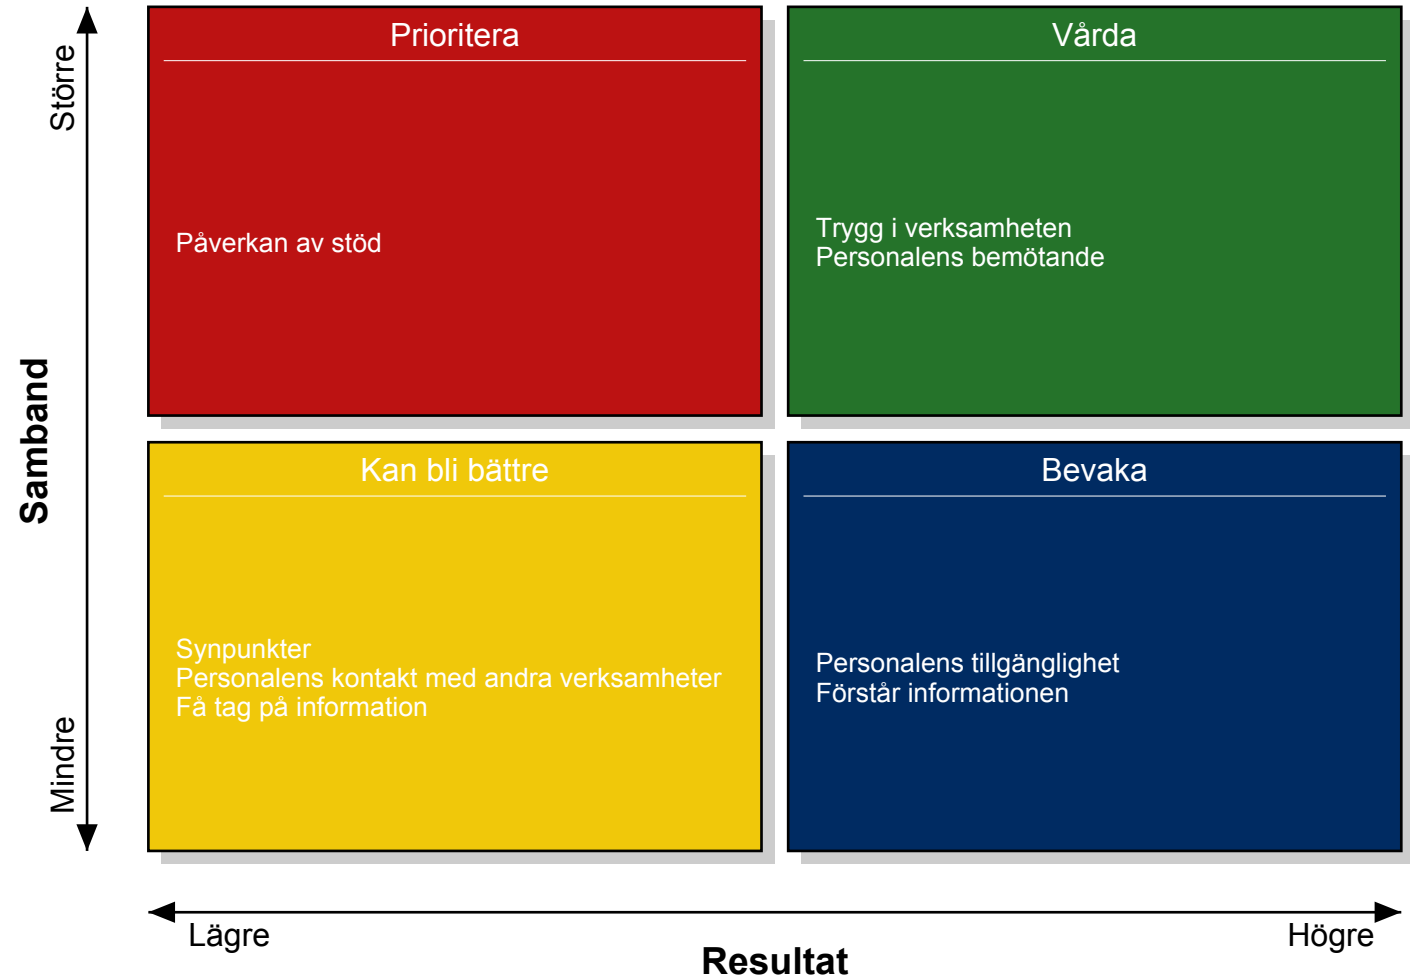 Större
Samband
Mindre
Prioritera
Påverkan av stöd
Vårda
Trygg i verksamheten
Personalens bemötande
Kan bli bättre
Synpunkter
Personalens kontakt med andra verksamheter
Få tag på information
Bevaka
Personalens tillgänglighet
Förstår informationen
Lägre
Resultat
Högre